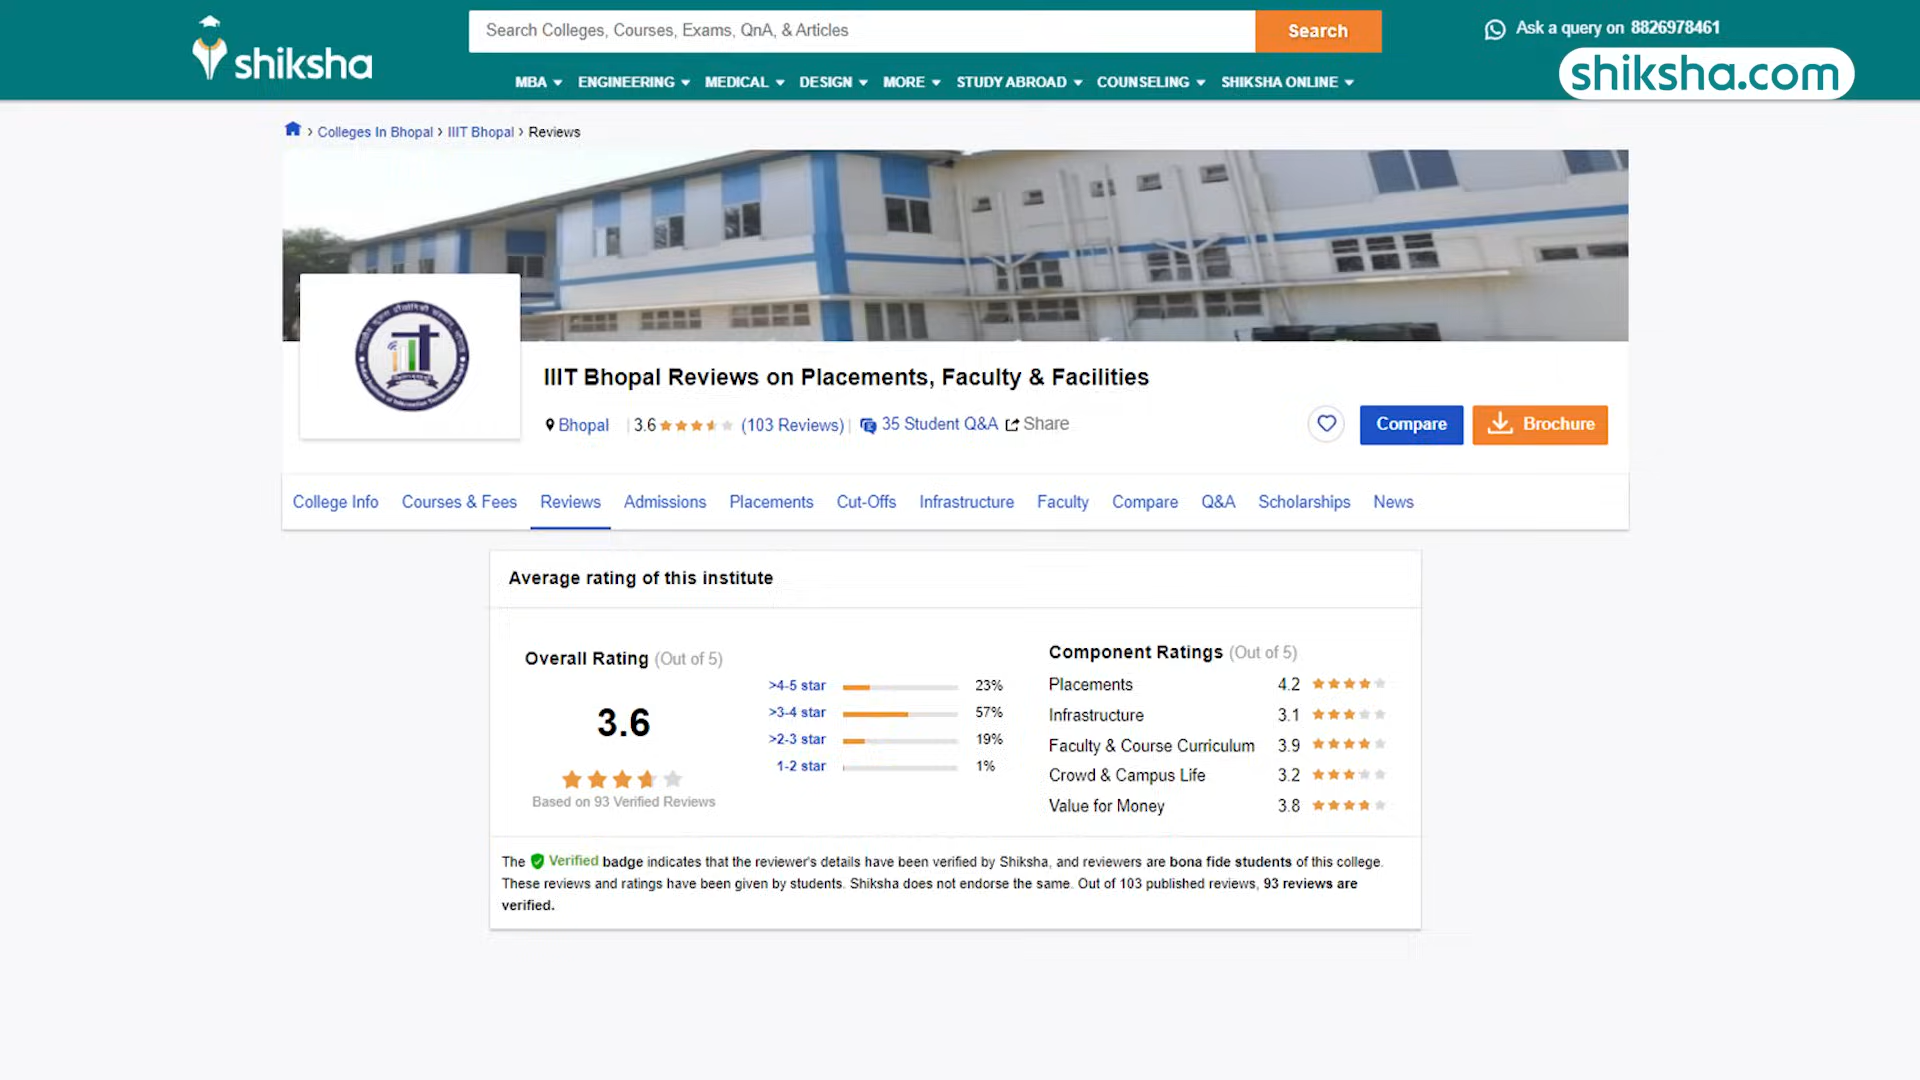 shiksha
Search Colleges, Courses, Exams, QnA, & Articles
Search
Ask a query on 8826978461
shiksha.com
MBA ENGINEERING MEDICAL DESIGN MORE STUDY ABROAD COUNSELING SHIKSHA ONLINE
> Colleges In Bhopal > IIIT Bhopal > Reviews
IIIT Bhopal Reviews on Placements, Faculty & Facilities
Bhopal | 3.6 (103 Reviews) | 35 Student Q&A Share
Compare
Brochure
College Info Courses & Fees Reviews Admissions Placements Cut-Offs Infrastructure Faculty Compare Q&A Scholarships News
Average rating of this institute
Overall Rating (Out of 5)
3.6
Based on 93 Verified Reviews
>4-5 star 23%
>3-4 star 57%
>2-3 star 19%
1-2 star 1%
Component Ratings (Out of 5)
Placements 4.2
Infrastructure 3.1
Faculty & Course Curriculum 3.9
Crowd & Campus Life 3.2
Value for Money 3.8
The Verified badge indicates that the reviewer's details have been verified by Shiksha, and reviewers are bona fide students of this college.
These reviews and ratings have been given by students. Shiksha does not endorse the same. Out of 103 published reviews, 93 reviews are
verified.